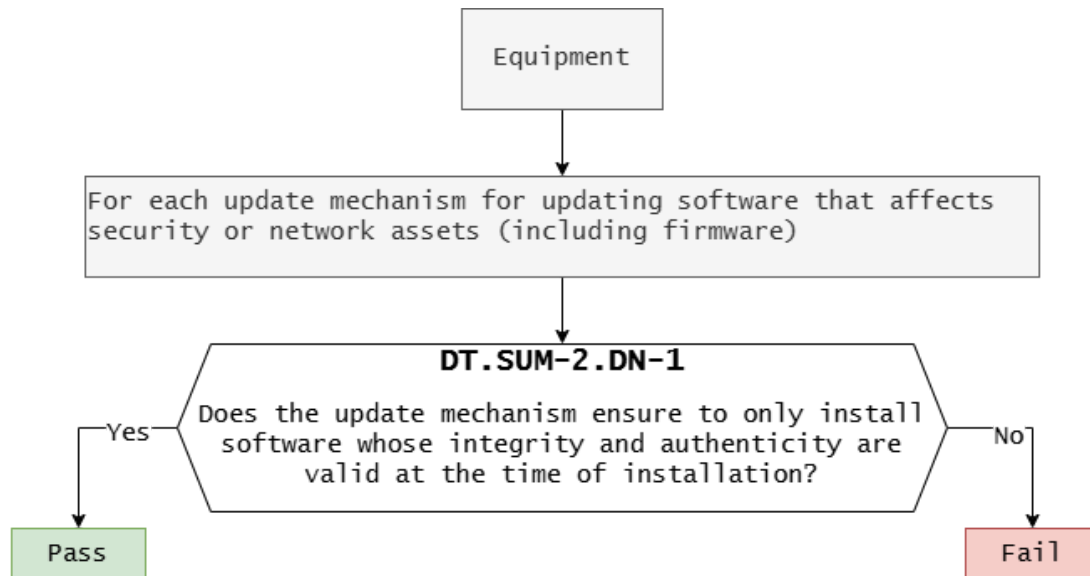 Equipment
For each update mechanism for updating software that affects
security or network assets (including firmware)
DT.SUM-2.DN-1
Does the update mechanism ensure to only install
software whose integrity and authenticity are
valid at the time of installation?
Yes
No
Pass
Fail